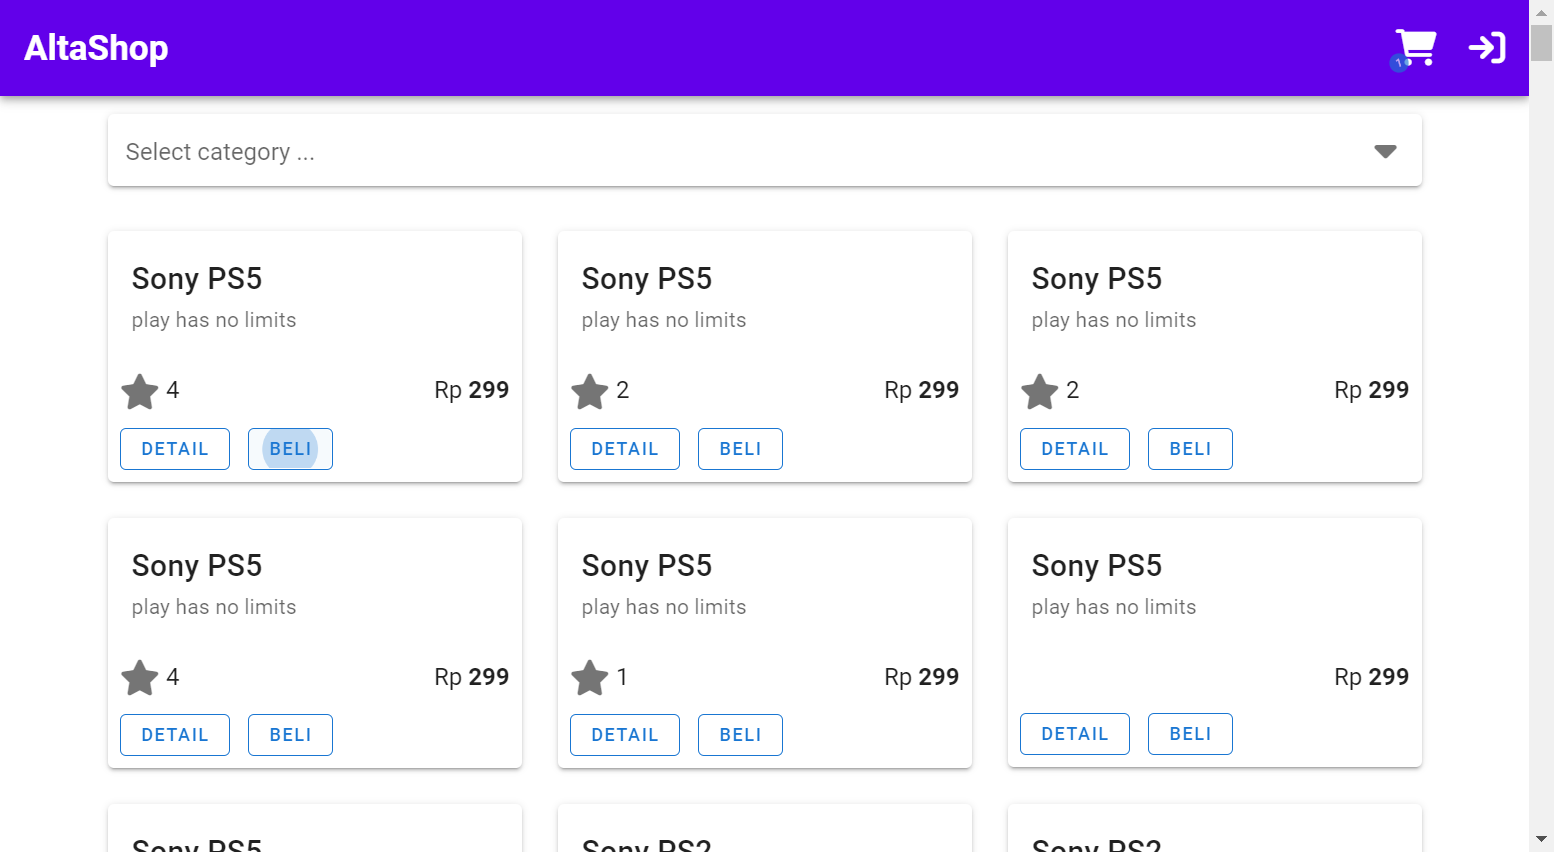 AltaShop
1
Select category ...
Sony PS5
play has no limits
4
Rp 299
DETAIL
BELI
Sony PS5
play has no limits
2
Rp 299
DETAIL
BELI
Sony PS5
play has no limits
2
Rp 299
DETAIL
BELI
Sony PS5
play has no limits
4
Rp 299
DETAIL
BELI
Sony PS5
play has no limits
1
Rp 299
DETAIL
BELI
Sony PS5
play has no limits
Rp 299
DETAIL
BELI
Sony PS5
Sony PS2
Sony PS2